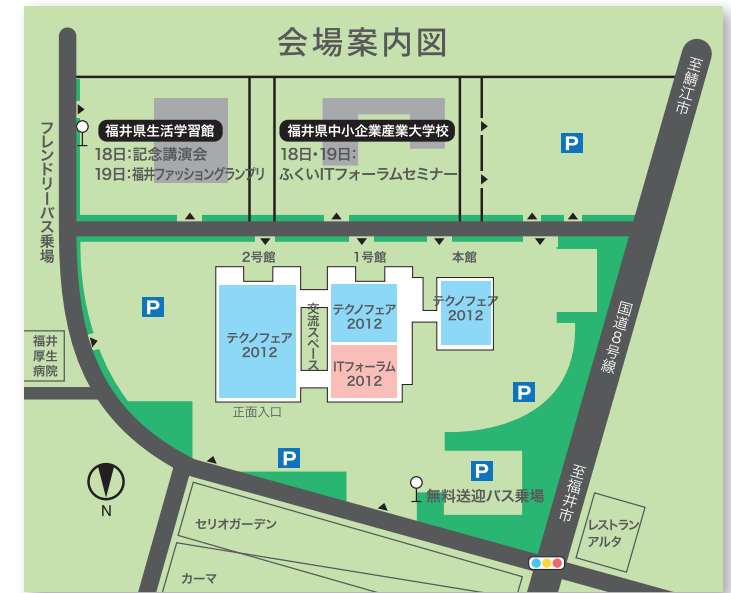 会場案内図
至鯖江市
フレンドリーバス乗場
福井県生活学習館
18日:記念講演会
19日:福井ファッショングランプリ
福井県中小企業産業大学校
18日・19日:
ふくいITフォーラムセミナー
P
2号館
1号館
本館
P
テクノフェア
2012
交流スペース
テクノフェア
2012
ITフォーラム
2012
テクノフェア
2012
国道8号線
福井
厚生
病院
正面入口
P
P
P
無料送迎バス乗場
至福井市
N
セリオガーデン
カーマ
レストラン
アルタ